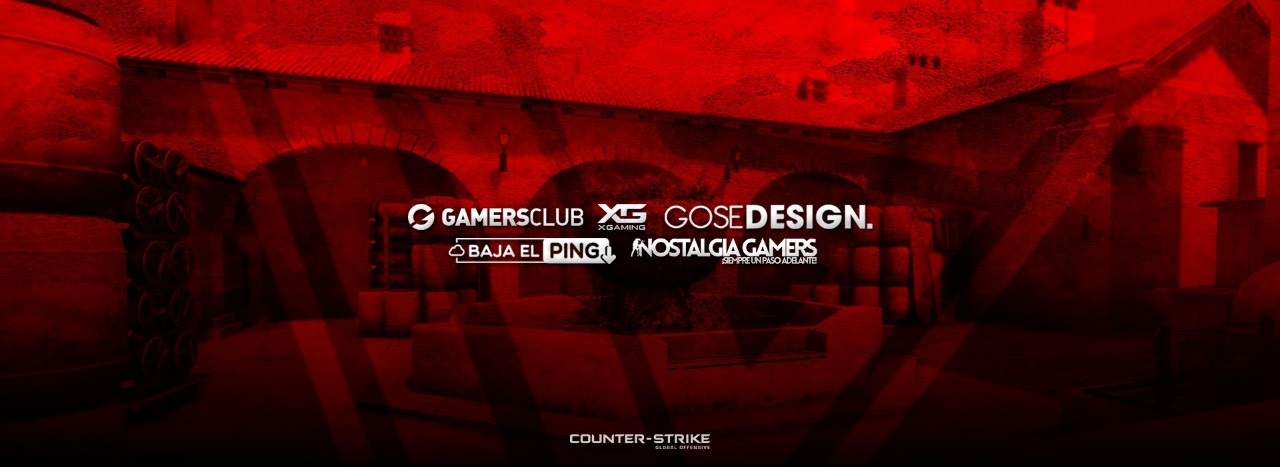 GAMERSCLUB XG XGAMING GOSEDESIGN.
BAJA EL PING NOSTALGIA GAMERS
¡SIEMPRE UN PASO ADELANTE!
COUNTER-STRIKE
GLOBAL OFFENSIVE